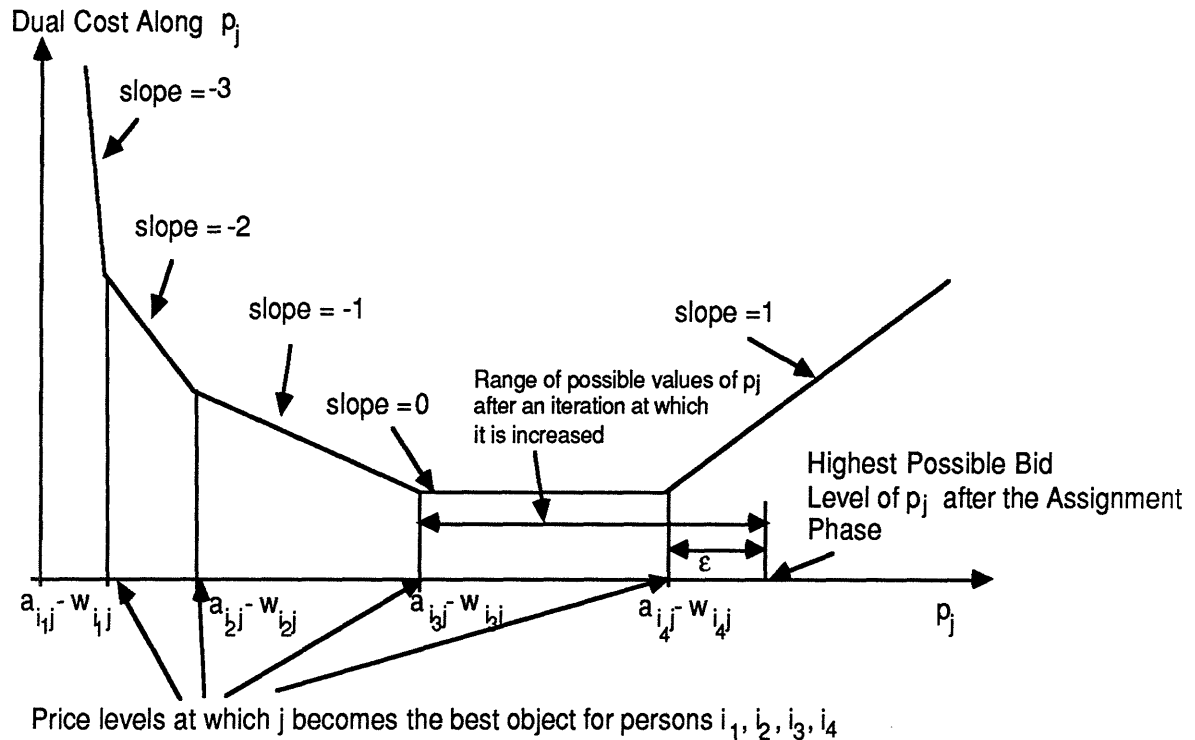 Dual Cost Along p_j
slope = -3
slope = -2
slope = -1
slope = 0
Range of possible values of p_j
after an iteration at which
it is increased
slope = 1
Highest Possible Bid
Level of p_j after the Assignment
Phase
ε
a_{i_1j} - w_{i_1j}
a_{i_2j} - w_{i_2j}
a_{i_3j} - w_{i_3j}
a_{i_4j} - w_{i_4j}
p_j
Price levels at which j becomes the best object for persons i_1, i_2, i_3, i_4